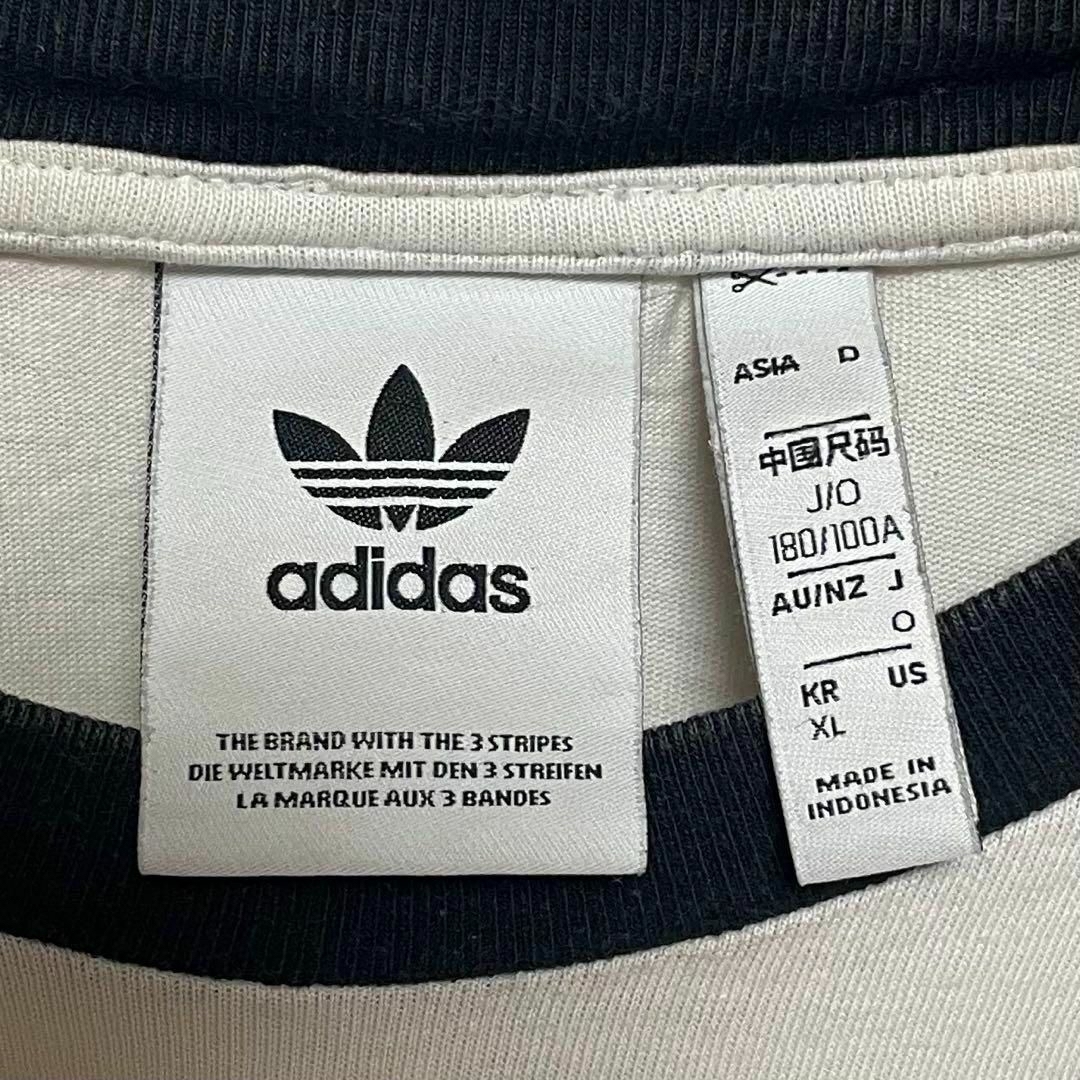 adidas
THE BRAND WITH THE 3 STRIPES
DIE WELTMARKE MIT DEN 3 STREIFEN
LA MARQUE AUX 3 BANDES
ASIA D
中国尺码
J/O
180/100A
AU/NZ J
O
KR US
XL
MADE IN
INDONESIA